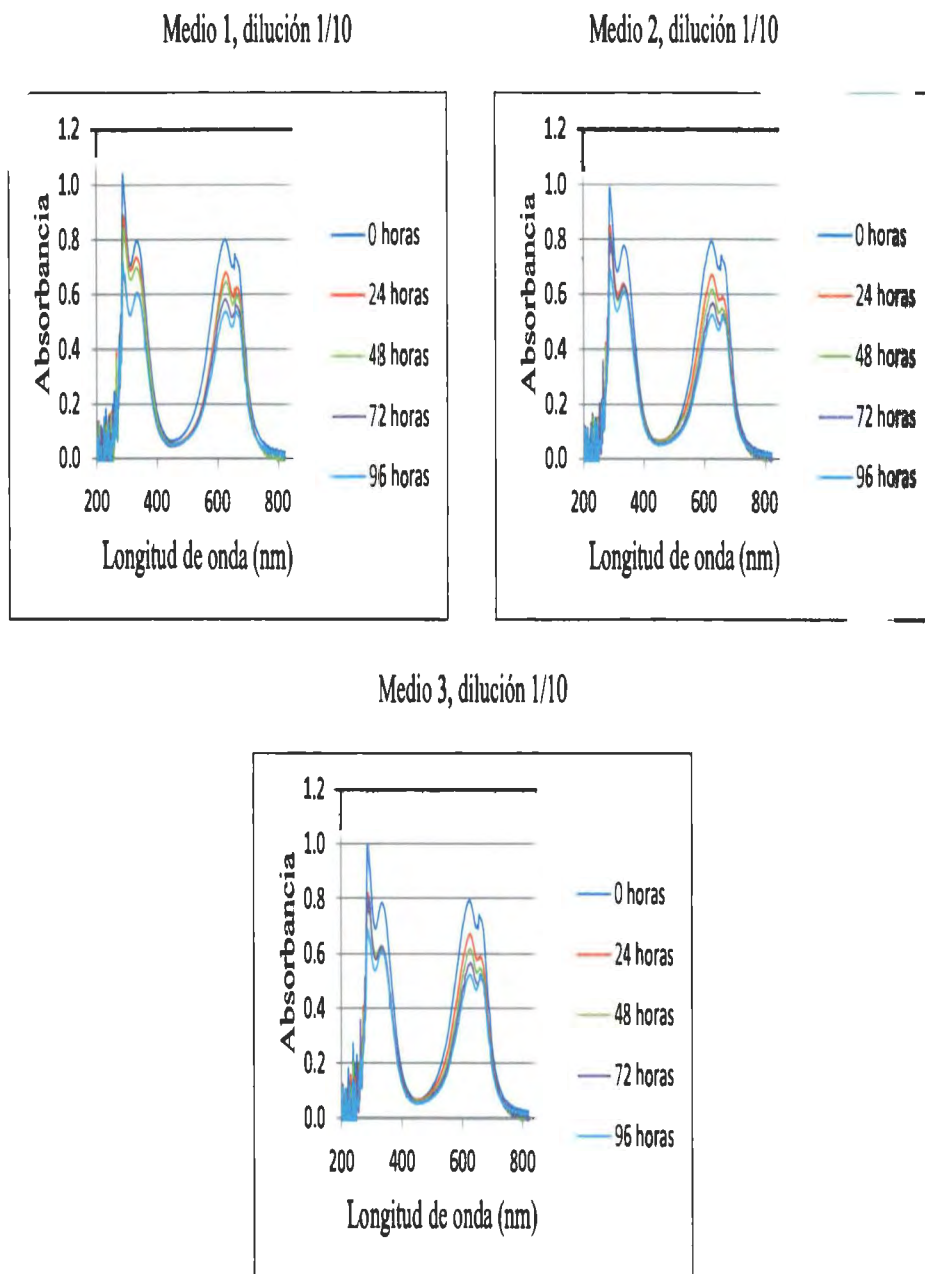 Medio 1, dilución 1/10
1.2
1.0
0.8
0.6
0.4
0.2
0.0
Absorbancia
200 400 600 800
Longitud de onda (nm)
0 horas
24 horas
48 horas
72 horas
96 horas
Medio 2, dilución 1/10
1.2
1.0
0.8
0.6
0.4
0.2
0.0
Absorbancia
200 400 600 800
Longitud de onda (nm)
0 horas
24 horas
48 horas
72 horas
96 horas
Medio 3, dilución 1/10
1.2
1.0
0.8
0.6
0.4
0.2
0.0
Absorbancia
200 400 600 800
Longitud de onda (nm)
0 horas
24 horas
48 horas
72 horas
96 horas